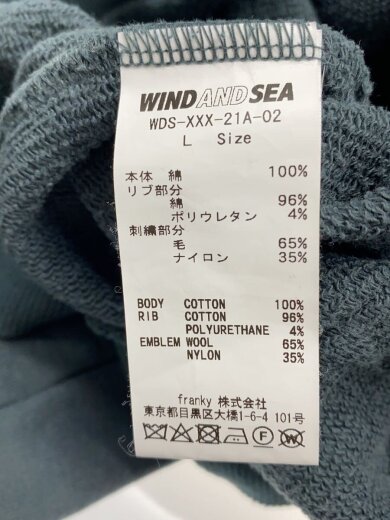 WIND AND SEA
WDS-XXX-21A-02
L Size
本体 綿 100%
リブ部分
綿 96%
ポリウレタン 4%
刺繍部分
毛 65%
ナイロン 35%
BODY COTTON 100%
RIB COTTON 96%
POLYURETHANE 4%
EMBLEM WOOL 65%
NYLON 35%
franky 株式会社
東京都目黒区大橋1-6-4 101号